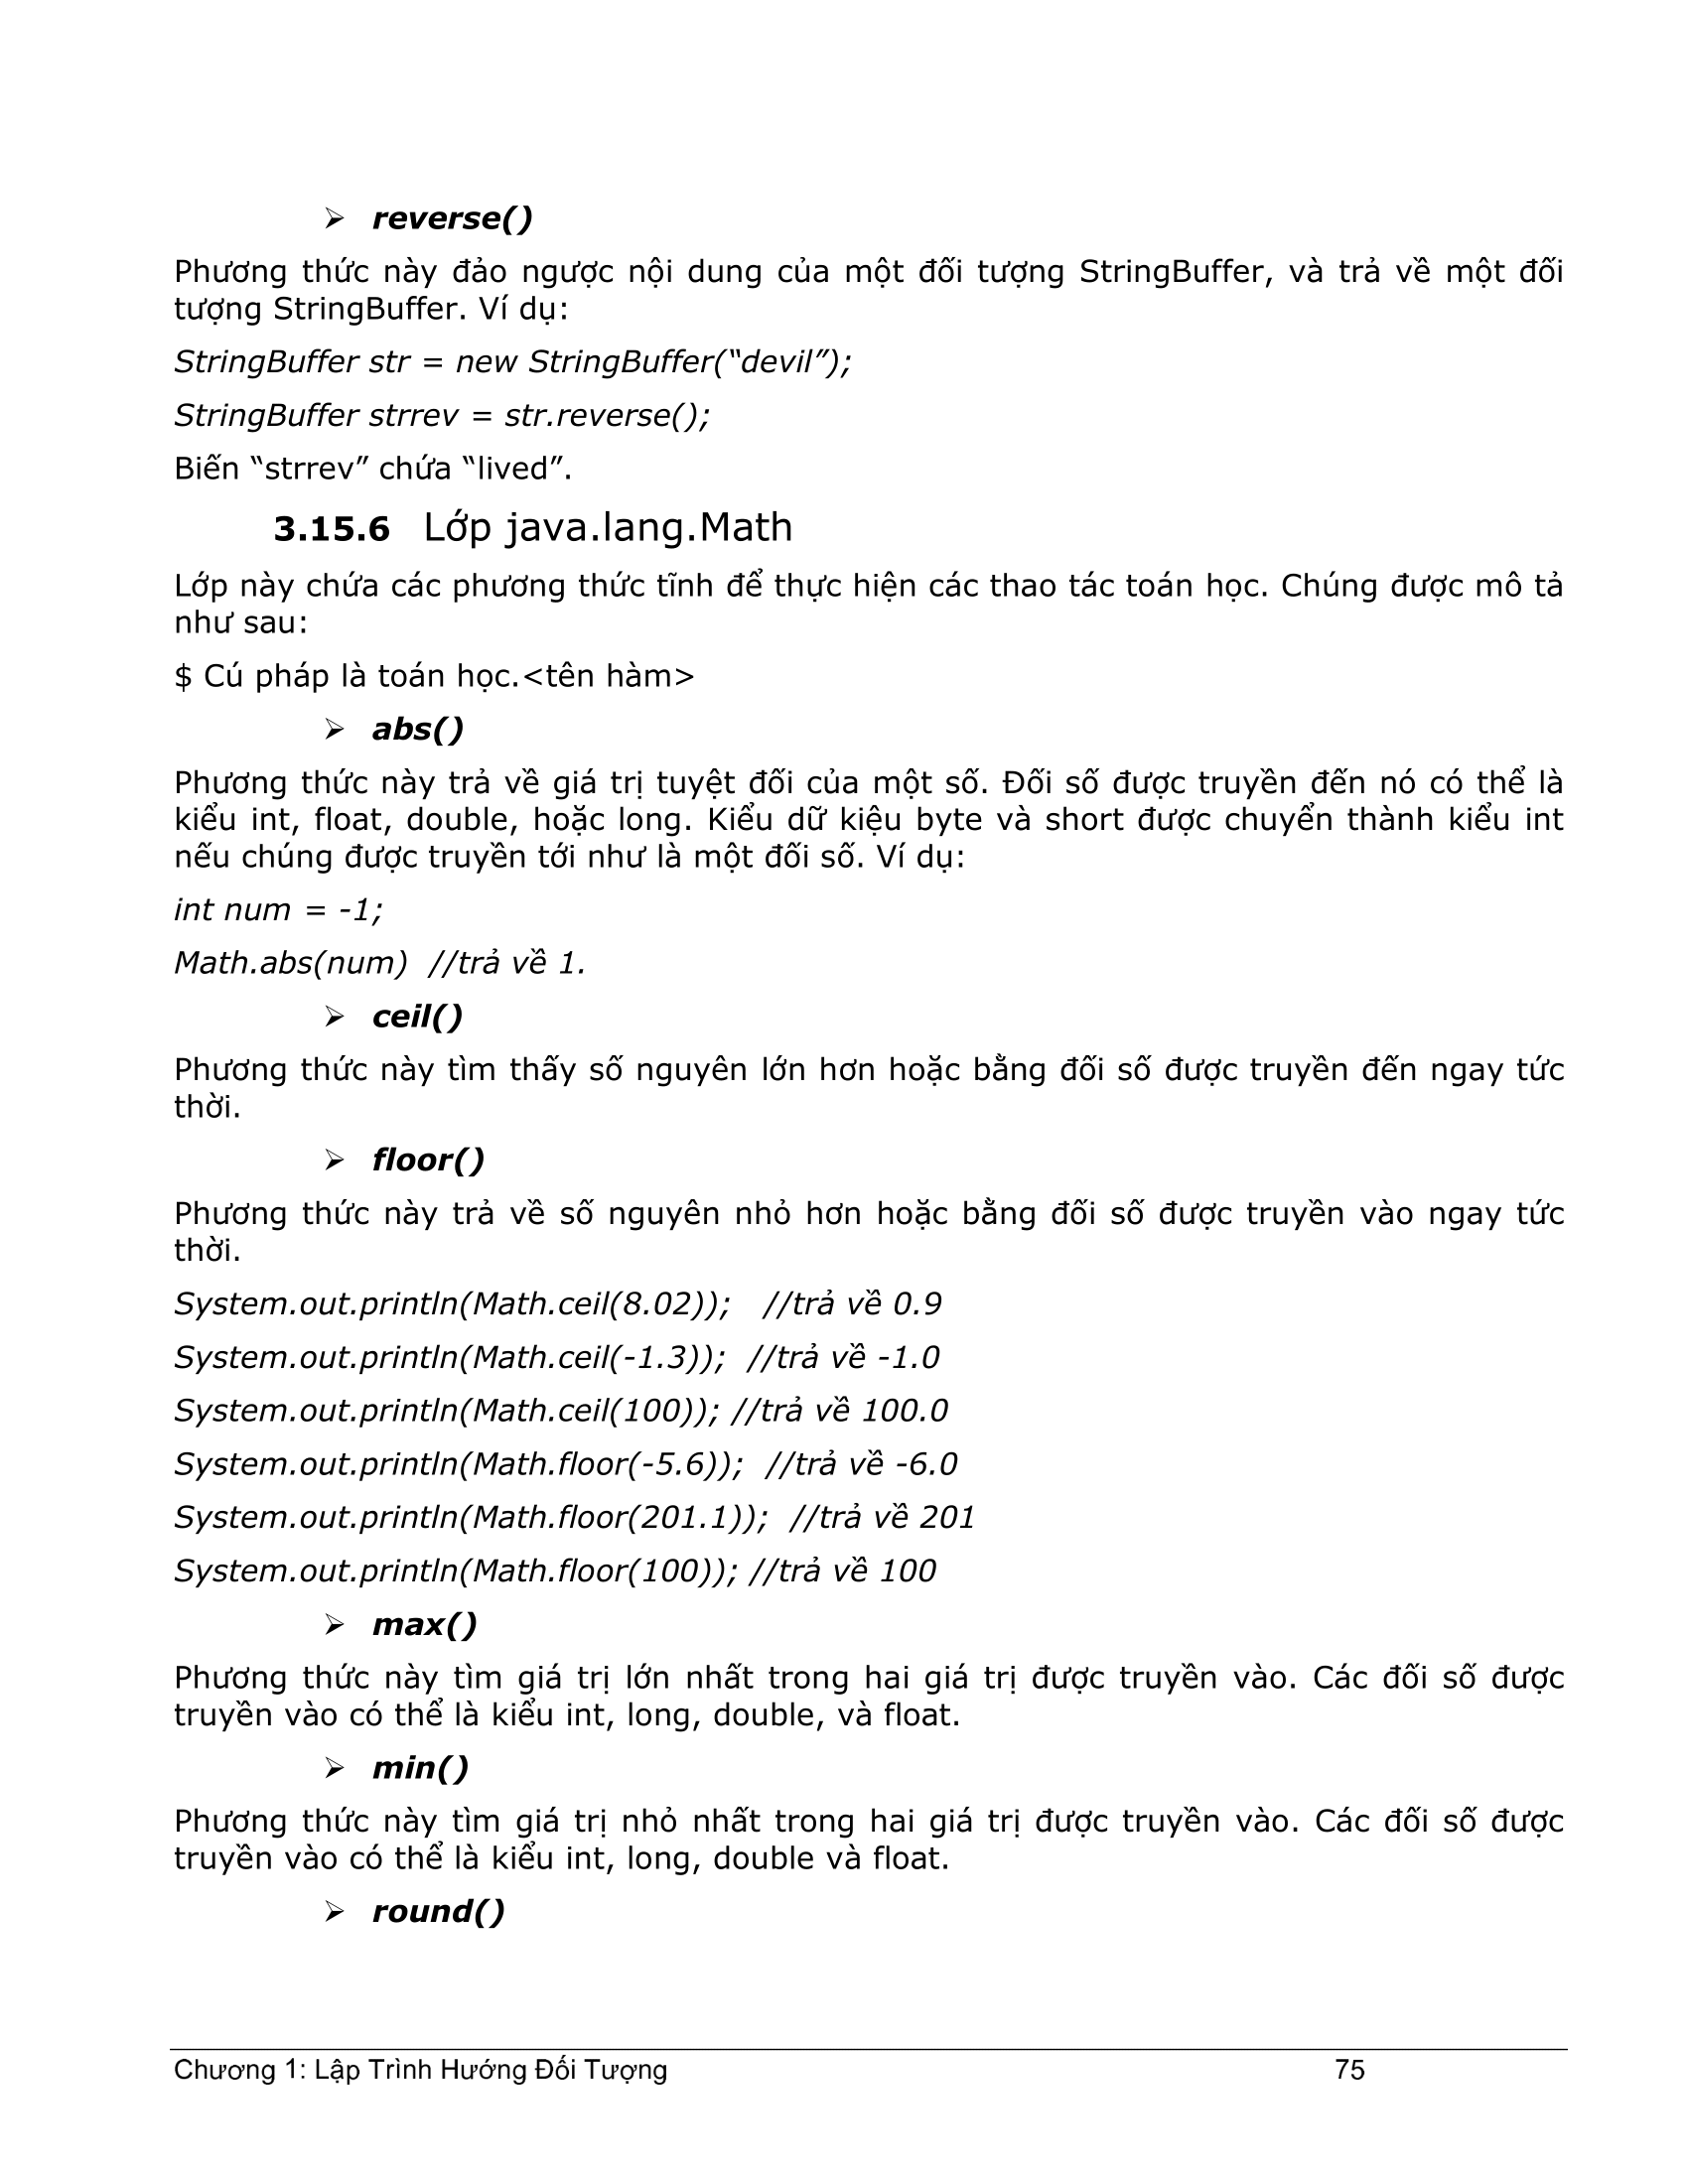 ➢ reverse()
Phương thức này đảo ngược nội dung của một đối tượng StringBuffer, và trả về một đối
tượng StringBuffer. Ví dụ:
StringBuffer str = new StringBuffer(“devil”);
StringBuffer strrev = str.reverse();
Biến “strrev” chứa “lived”.
3.15.6 Lớp java.lang.Math
Lớp này chứa các phương thức tĩnh để thực hiện các thao tác toán học. Chúng được mô tả
như sau:
$ Cú pháp là toán học.<tên hàm>
➢ abs()
Phương thức này trả về giá trị tuyệt đối của một số. Đối số được truyền đến nó có thể là
kiểu int, float, double, hoặc long. Kiểu dữ kiệu byte và short được chuyển thành kiểu int
nếu chúng được truyền tới như là một đối số. Ví dụ:
int num = -1;
Math.abs(num) //trả về 1.
➢ ceil()
Phương thức này tìm thấy số nguyên lớn hơn hoặc bằng đối số được truyền đến ngay tức
thời.
➢ floor()
Phương thức này trả về số nguyên nhỏ hơn hoặc bằng đối số được truyền vào ngay tức
thời.
System.out.println(Math.ceil(8.02)); //trả về 0.9
System.out.println(Math.ceil(-1.3)); //trả về -1.0
System.out.println(Math.ceil(100)); //trả về 100.0
System.out.println(Math.floor(-5.6)); //trả về -6.0
System.out.println(Math.floor(201.1)); //trả về 201
System.out.println(Math.floor(100)); //trả về 100
➢ max()
Phương thức này tìm giá trị lớn nhất trong hai giá trị được truyền vào. Các đối số được
truyền vào có thể là kiểu int, long, double, và float.
➢ min()
Phương thức này tìm giá trị nhỏ nhất trong hai giá trị được truyền vào. Các đối số được
truyền vào có thể là kiểu int, long, double và float.
➢ round()
Chương 1: Lập Trình Hướng Đối Tượng 75